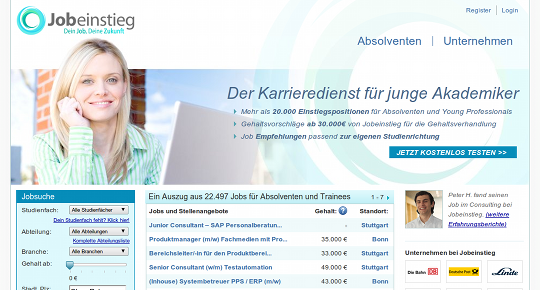 Register | Login
Jobeinstieg
Dein Job, Deine Zukunft
Absolventen | Unternehmen
Der Karrieredienst für junge Akademiker
Mehr als 20.000 Einstiegspositionen für Absolventen und Young Professionals
Gehaltsvorschläge ab 30.000€ von Jobeinstieg für die Gehaltsverhandlung
Job Empfehlungen passend zur eigenen Studienrichtung
JETZT KOSTENLOS TESTEN >>
Jobsuche
Studienfach: Alle Studienfächer
Dein Studienfach fehlt? Klick hier!
Abteilung: Alle Abteilungen
Komplette Abteilungsliste
Branche: Alle Branchen
Gehalt ab:
0 €
Ein Auszug aus 22.497 Jobs für Absolventen und Trainees 1 - 7
Jobs und Stellenangebote Gehalt: ? Standort:
Junior Consultant – SAP Personalberatun... - Stuttgart
Produktmanager (m/w) Fachmedien mit Pro... 35.000 € Bonn
Bereichsleiter/-in für den Produktberei... 33.000 € Stuttgart
Senior Consultant (w/m) Testautomation 49.000 € Stuttgart
(Inhouse) Systembetreuer PPS / ERP (m/w) 41.000 € Bonn
Peter H. fand seinen Job im Consulting bei Jobeinstieg. (weitere Erfahrungsberichte)
Unternehmen bei Jobeinstieg
DB Die Bahn
Deutsche Post
Linde